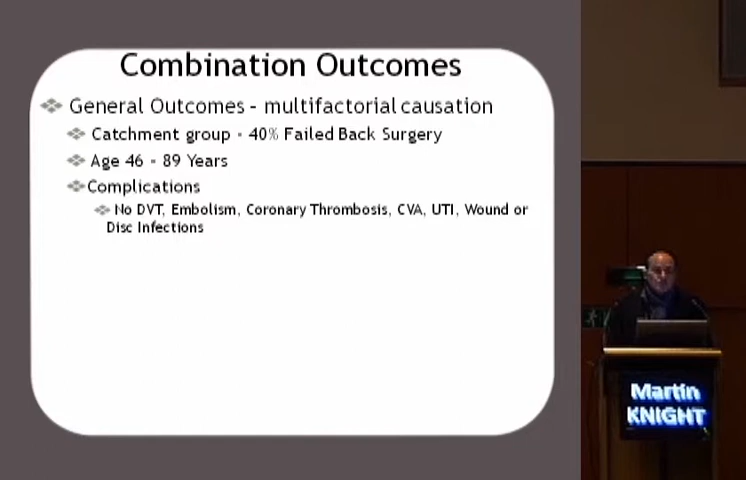 Combination Outcomes
General Outcomes - multifactorial causation
Catchment group - 40% Failed Back Surgery
Age 46 - 89 Years
Complications
No DVT, Embolism, Coronary Thrombosis, CVA, UTI, Wound or
Disc Infections
Martin
KNIGHT